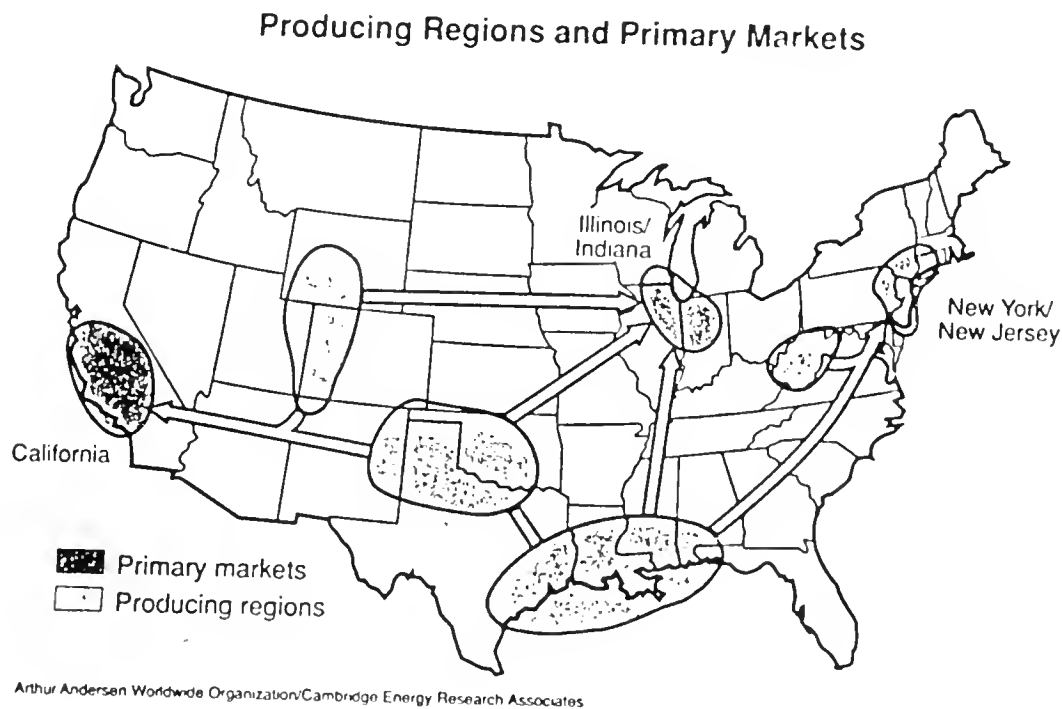 Producing Regions and Primary Markets
Illinois/
Indiana
New York/
New Jersey
California
Primary markets
Producing regions
Arthur Andersen Worldwide Organization/Cambridge Energy Research Associates